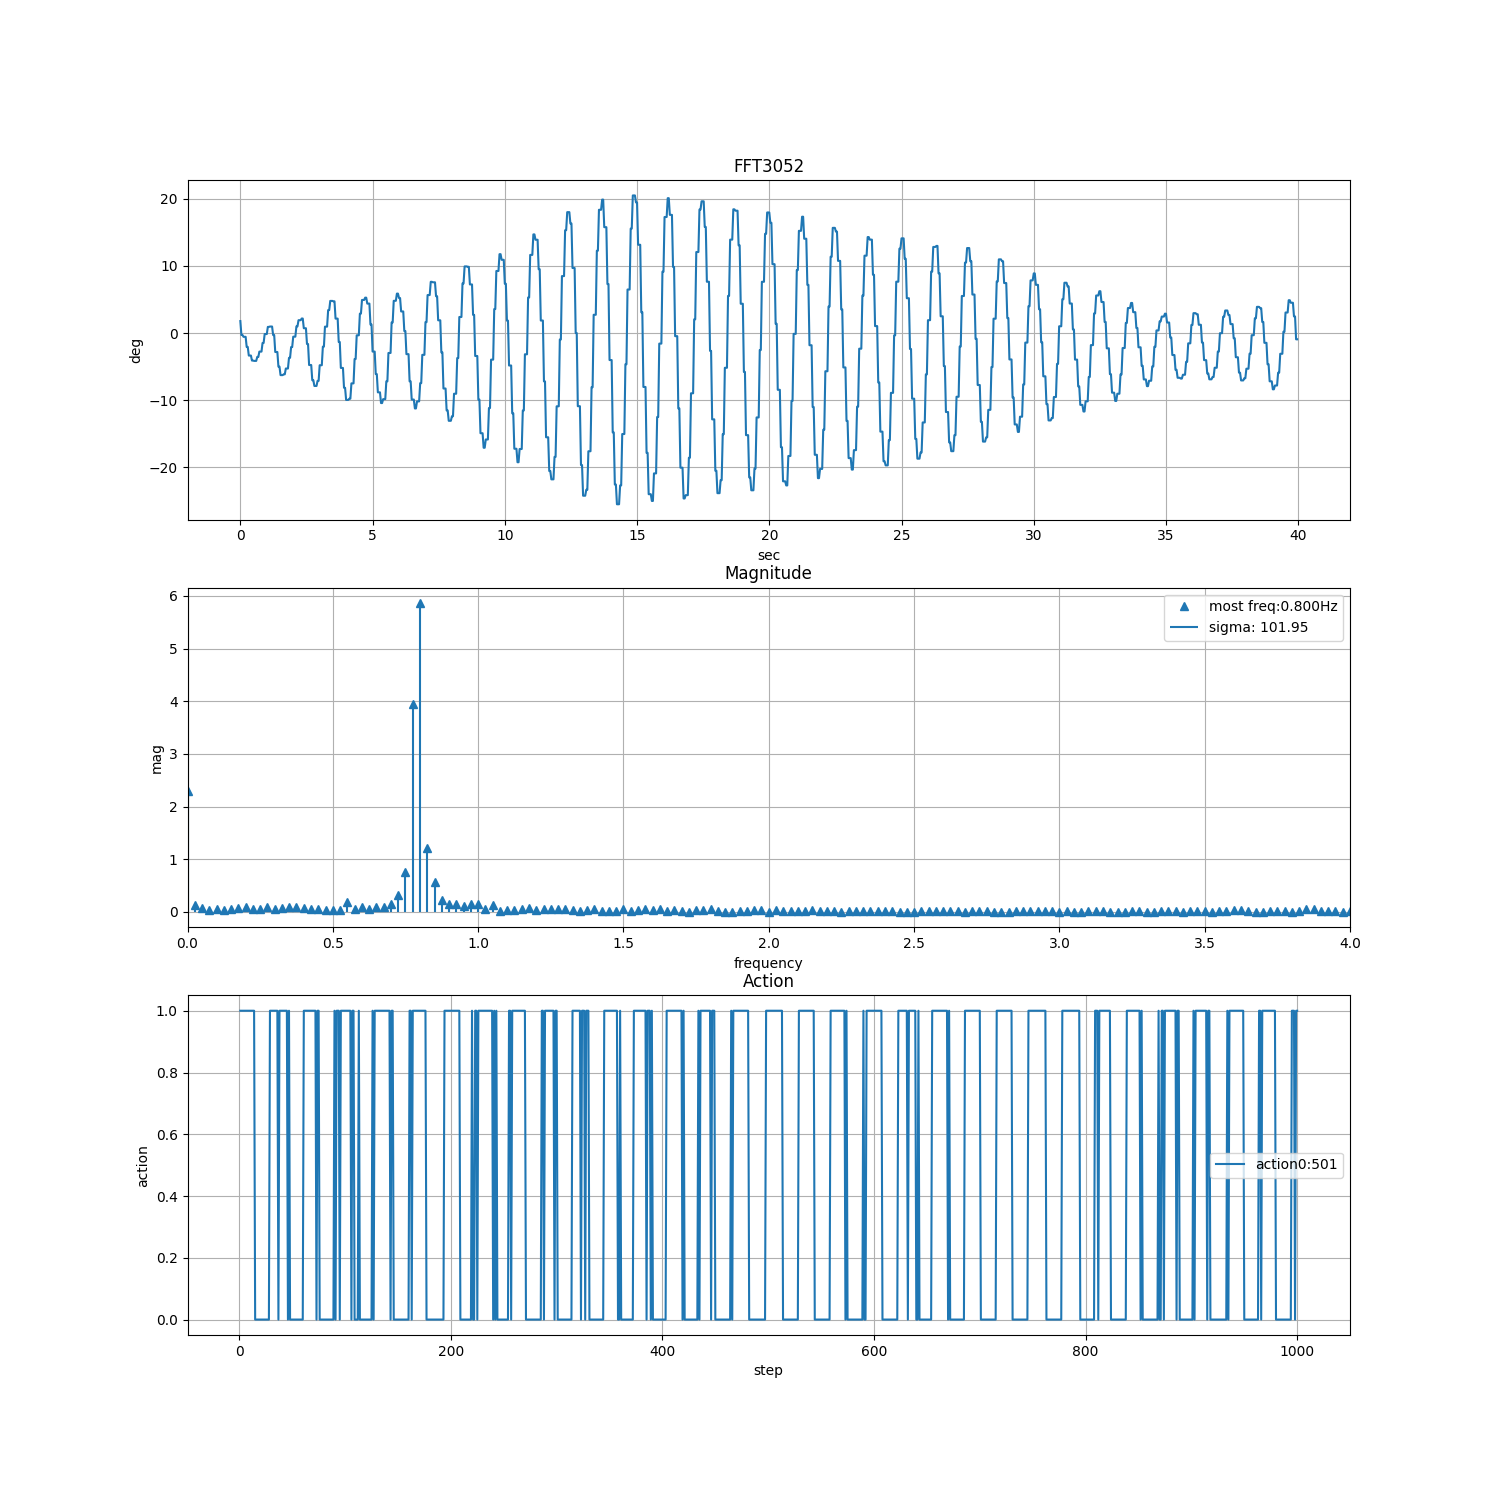 FFT3052
20
10
0
−10
−20
deg
0 5 10 15 20 25 30 35 40
sec
Magnitude
6
5
4
3
2
1
0
mag
most freq:0.800Hz
sigma: 101.95
0.0 0.5 1.0 1.5 2.0 2.5 3.0 3.5 4.0
frequency
Action
1.0
0.8
0.6
0.4
0.2
0.0
action
action0:501
0 200 400 600 800 1000
step